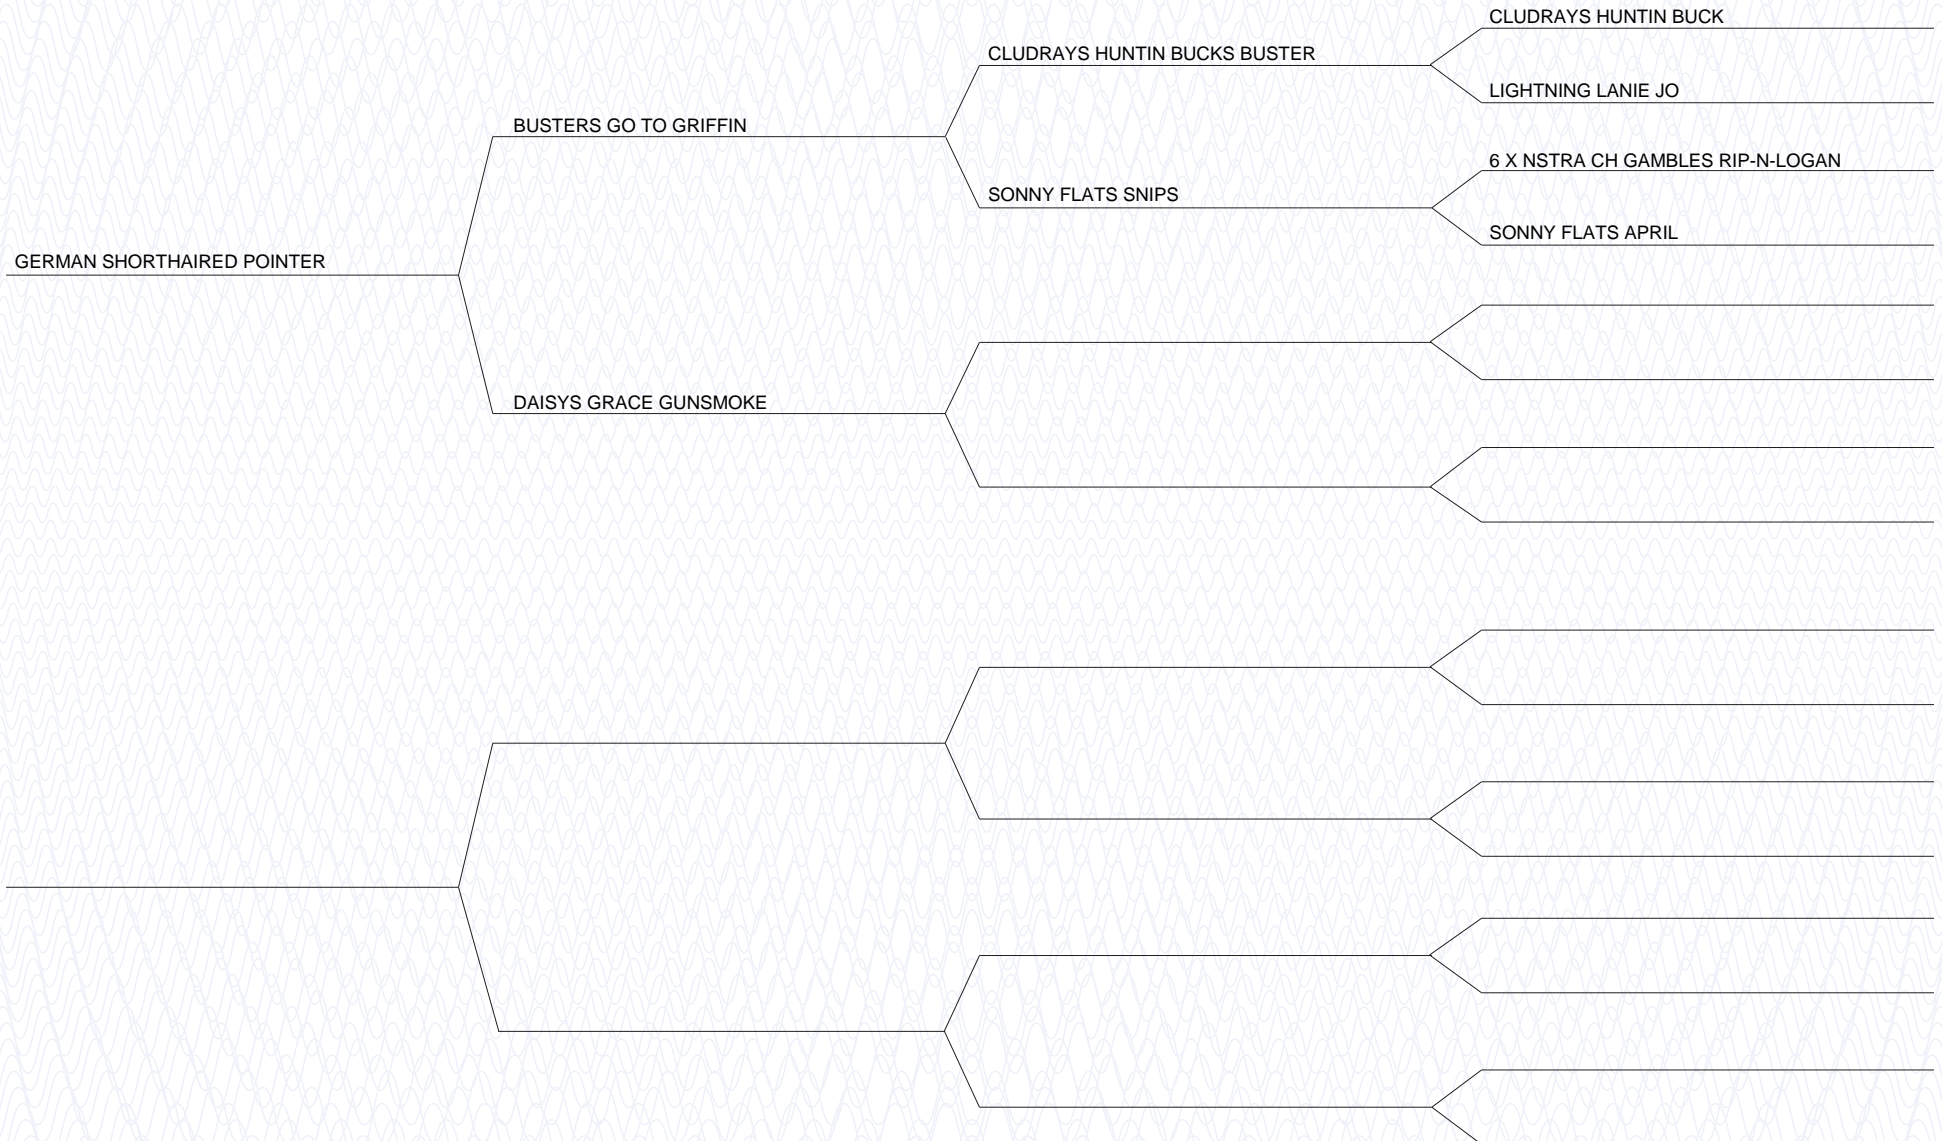 CLUDRAYS HUNTIN BUCK
CLUDRAYS HUNTIN BUCKS BUSTER
LIGHTNING LANIE JO
BUSTERS GO TO GRIFFIN
6 X NSTRA CH GAMBLES RIP-N-LOGAN
SONNY FLATS SNIPS
SONNY FLATS APRIL
GERMAN SHORTHAIRED POINTER
DAISYS GRACE GUNSMOKE